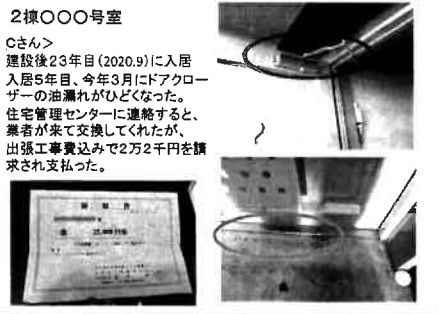 2棟〇〇〇号室
Cさん＞
建設後23年目(2020.9)に入居
入居5年目、今年3月にドアクロー
ザーの油漏れがひどくなった。
住宅管理センターに連絡すると、
業者が来て交換してくれたが、
出張工事費込みで2万2千円を請
求され支払った。